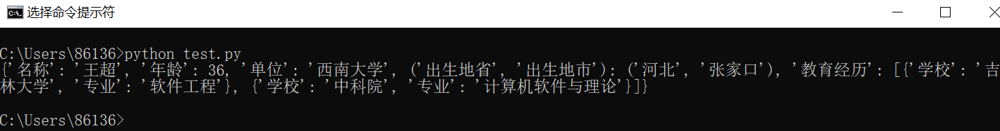 选择命令提示符
C:\Users\86136>python test.py
{'名称': '王超', '年龄': 36, '单位': '西南大学', ('出生地省', '出生地市'): ('河北', '张家口'), '教育经历': [{'学校': '吉
林大学', '专业': '软件工程'}, {'学校': '中科院', '专业': '计算机软件与理论'}]}
C:\Users\86136>